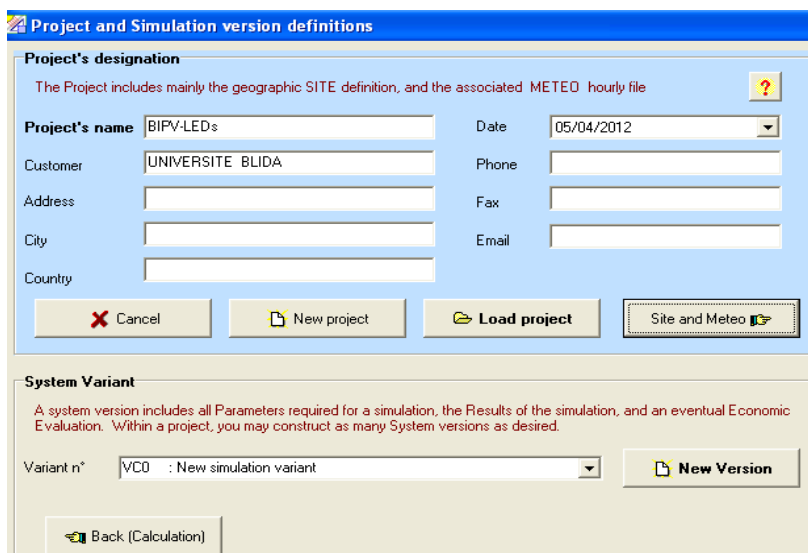 Project and Simulation version definitions
Project's designation
The Project includes mainly the geographic SITE definition, and the associated METEO hourly file
?
Project's name BIPV-LEDs Date 05/04/2012
Customer UNIVERSITE BLIDA Phone
Address Fax
City Email
Country
Cancel New project Load project Site and Meteo
System Variant
A system version includes all Parameters required for a simulation, the Results of the simulation, and an eventual Economic
Evaluation. Within a project, you may construct as many System versions as desired.
Variant n° VC0 : New simulation variant New Version
Back (Calculation)